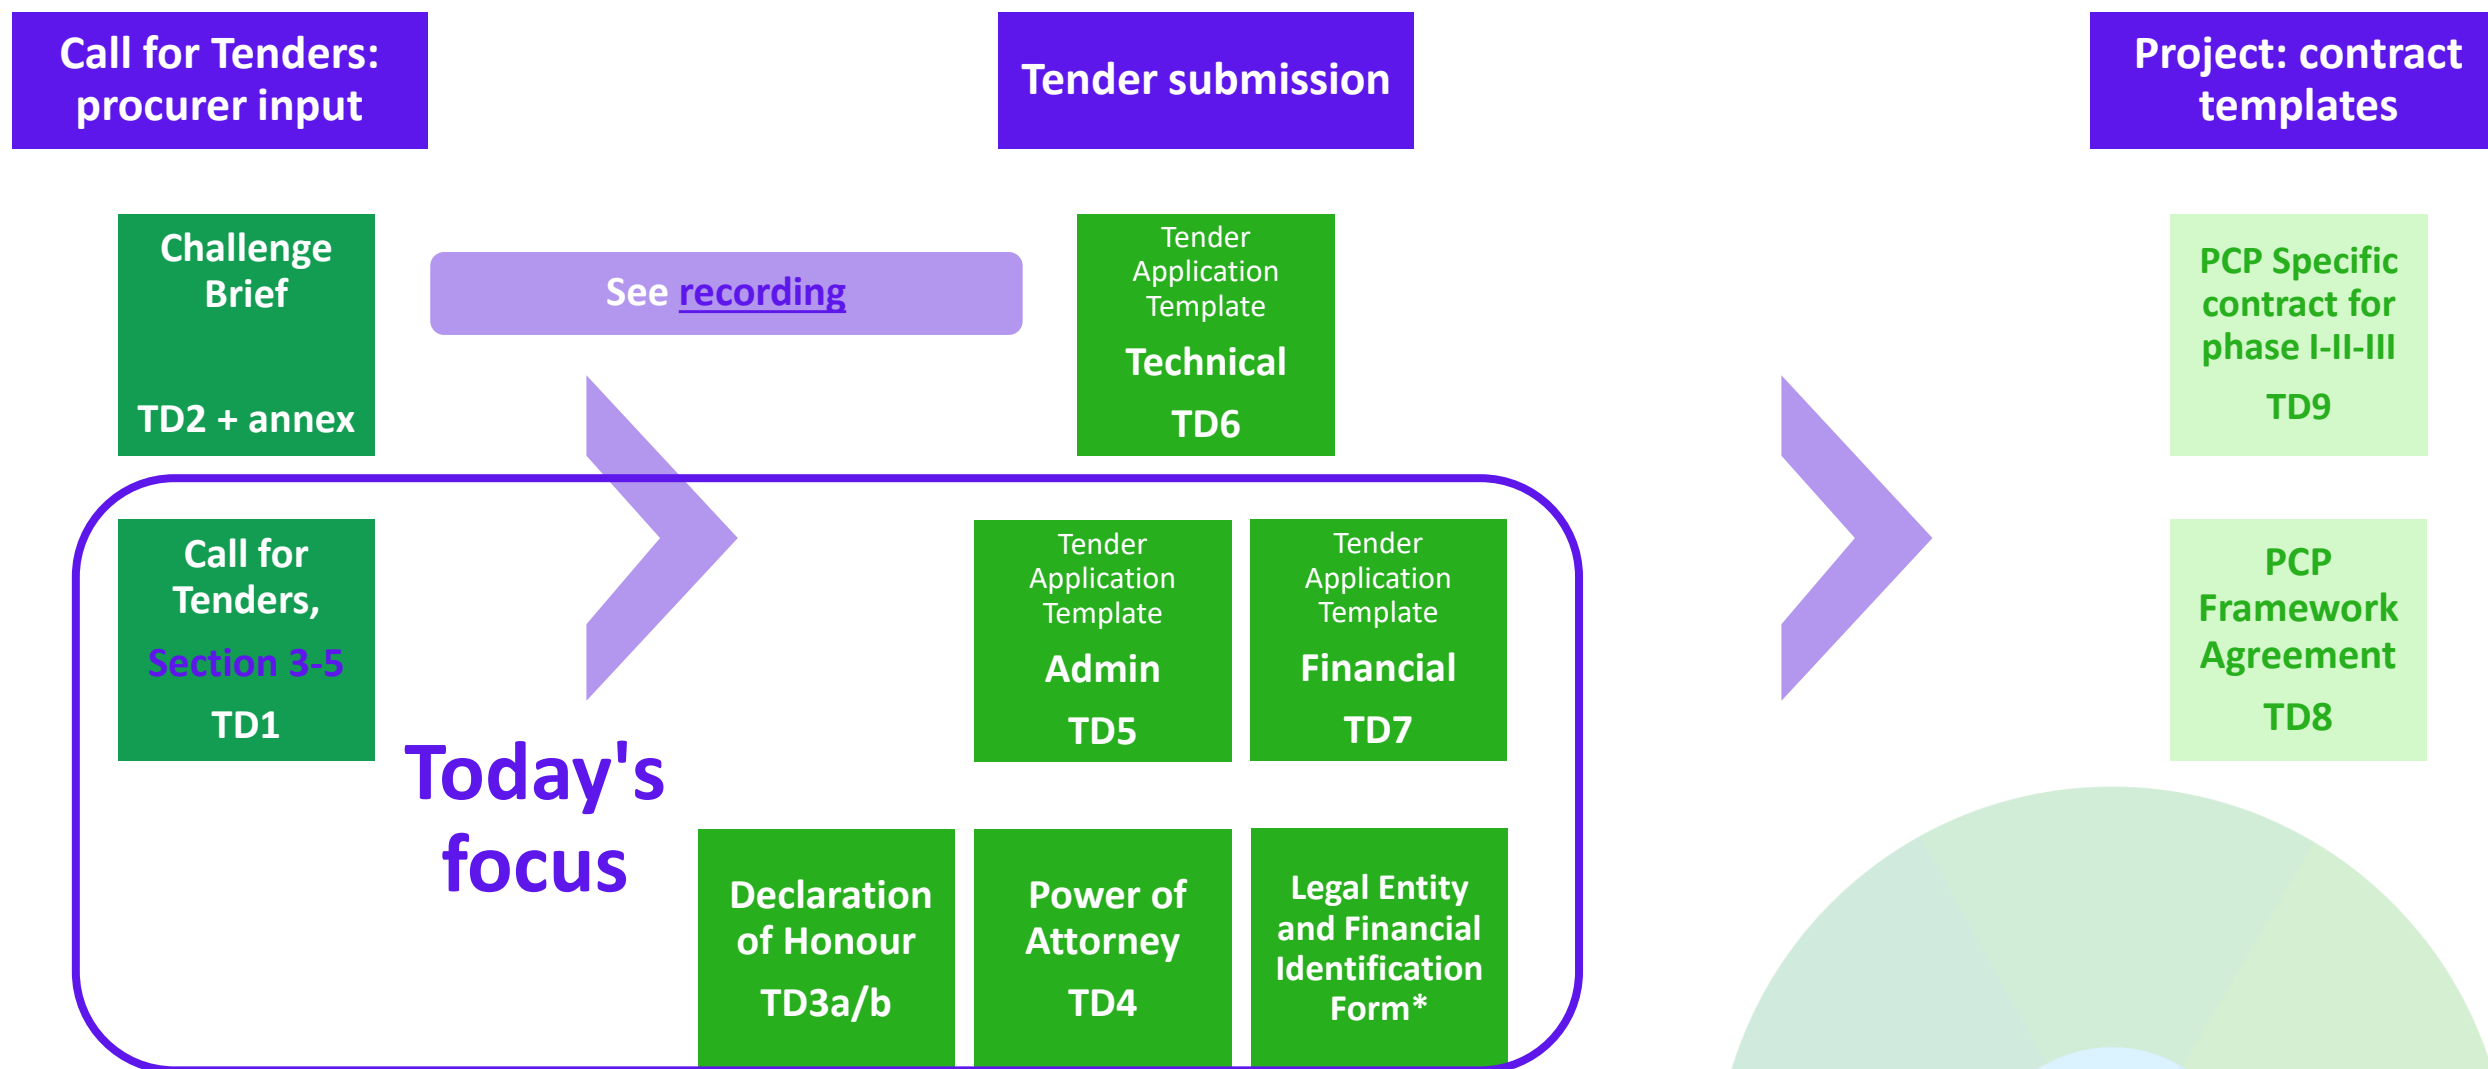 Call for Tenders:
procurer input
Tender submission
Project: contract
templates
Challenge
Brief
TD2 + annex
See recording
Tender
Application
Template
Technical
TD6
PCP Specific
contract for
phase I-II-III
TD9
Call for
Tenders,
Section 3-5
TD1
Today's
focus
Tender
Application
Template
Admin
TD5
Tender
Application
Template
Financial
TD7
PCP
Framework
Agreement
TD8
Declaration
of Honour
TD3a/b
Power of
Attorney
TD4
Legal Entity
and Financial
Identification
Form*